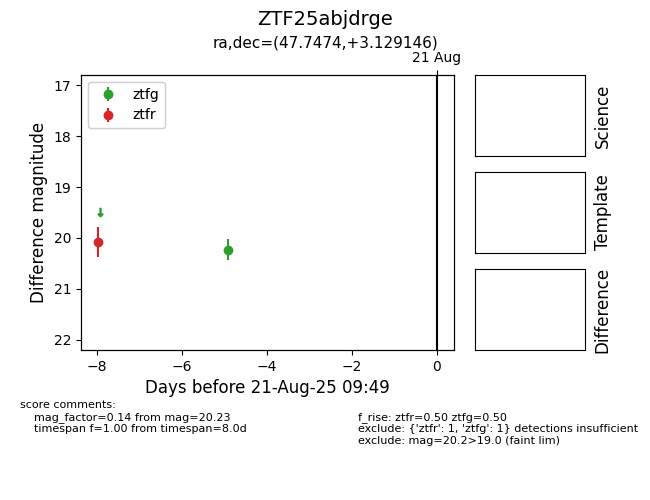 ZTF25abjdrge
ra,dec=(47.7474,+3.129146)
21 Aug
ztfg
ztfr
17
18
19
20
21
22
Difference magnitude
−8
−6
−4
−2
0
Days before 21-Aug-25 09:49
Science
Template
Difference
score comments:
mag_factor=0.14 from mag=20.23
timespan f=1.00 from timespan=8.0d
f_rise: ztfr=0.50 ztfg=0.50
exclude: {'ztfr': 1, 'ztfg': 1} detections insufficient
exclude: mag=20.2>19.0 (faint lim)